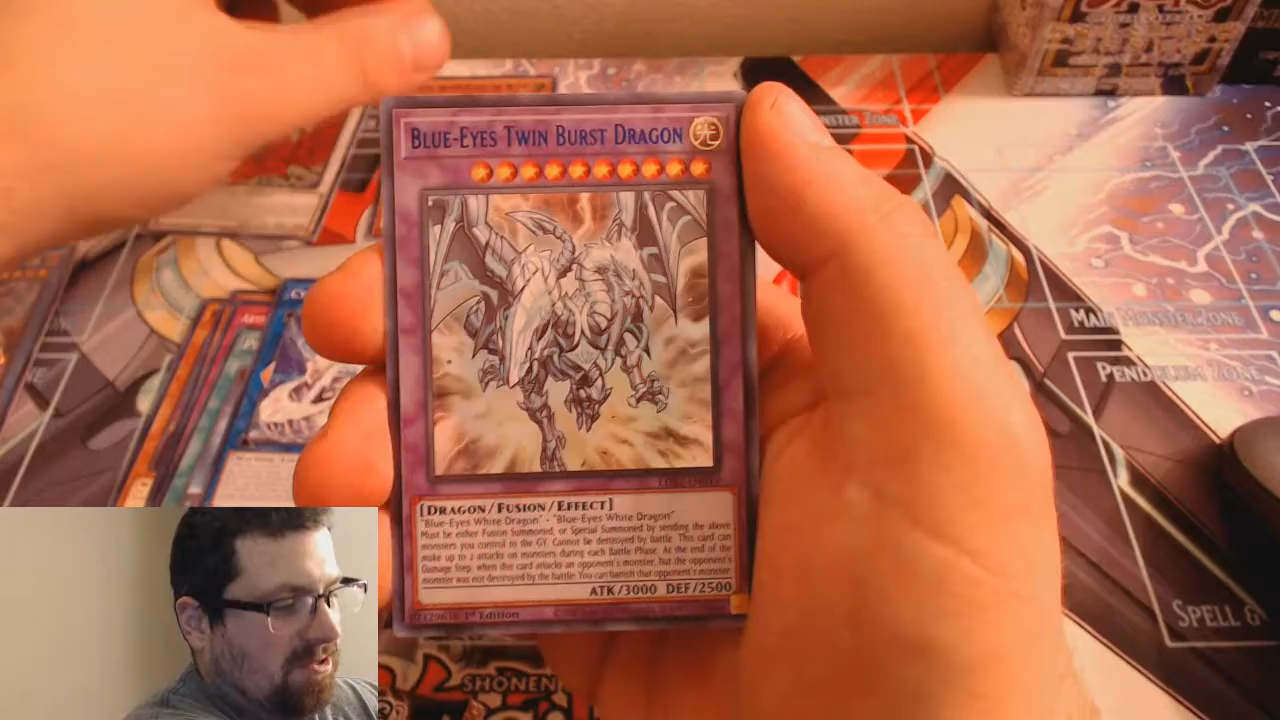 BLUE-EYES TWIN BURST DRAGON
光
[DRAGON/FUSION/EFFECT]
"Blue-Eyes White Dragon" + "Blue-Eyes White Dragon"
Must be either Fusion Summoned, or Special Summoned by sending the above
monsters you control to the GY. Cannot be destroyed by battle. This card can
make up to 2 attacks on monsters during each Battle Phase. At the end of the
Damage Step, when this card attacks an opponent's monster, but the opponent's
monster was not destroyed by the battle: You can banish that opponent's monster.
ATK/3000 DEF/2500
1st Edition
MONSTER ZONE
MAIN MONSTER ZONE
PENDULUM ZONE
SPELL &
SHONEN